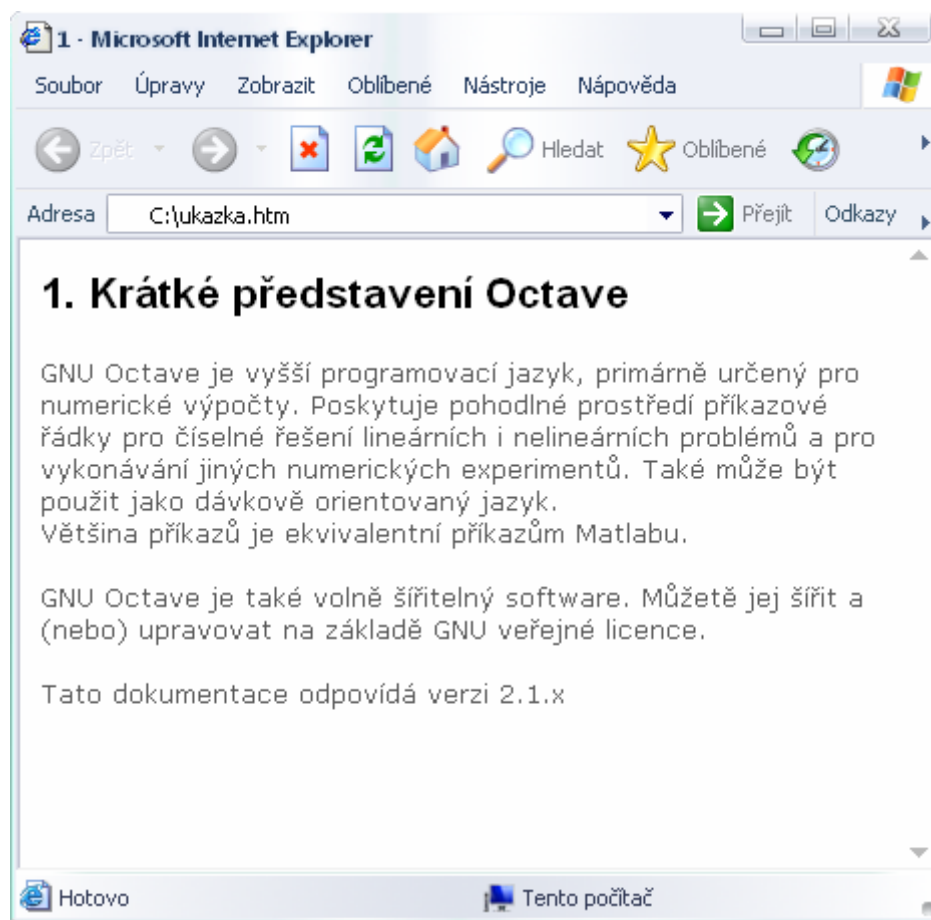 1 - Microsoft Internet Explorer
Soubor Úpravy Zobrazit Oblíbené Nástroje Nápověda
Zpět Hledat Oblíbené
Adresa C:\ukazka.htm Přejít Odkazy
1. Krátké představení Octave
GNU Octave je vyšší programovací jazyk, primárně určený pro
numerické výpočty. Poskytuje pohodlné prostředí příkazové
řádky pro číselné řešení lineárních i nelineárních problémů a pro
vykonávání jiných numerických experimentů. Také může být
použit jako dávkově orientovaný jazyk.
Většina příkazů je ekvivalentní příkazům Matlabu.
GNU Octave je také volně šířitelný software. Můžetě jej šířit a
(nebo) upravovat na základě GNU veřejné licence.
Tato dokumentace odpovídá verzi 2.1.x
Hotovo Tento počítač